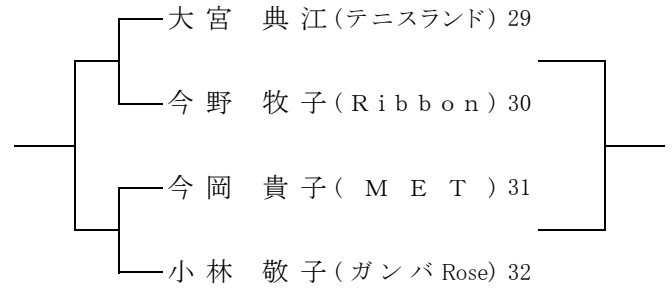 大宮 典江(テニスランド) 29
今野 牧子(Ribbon) 30
今岡 貴子( MET ) 31
小林 敬子(ガンバRose) 32